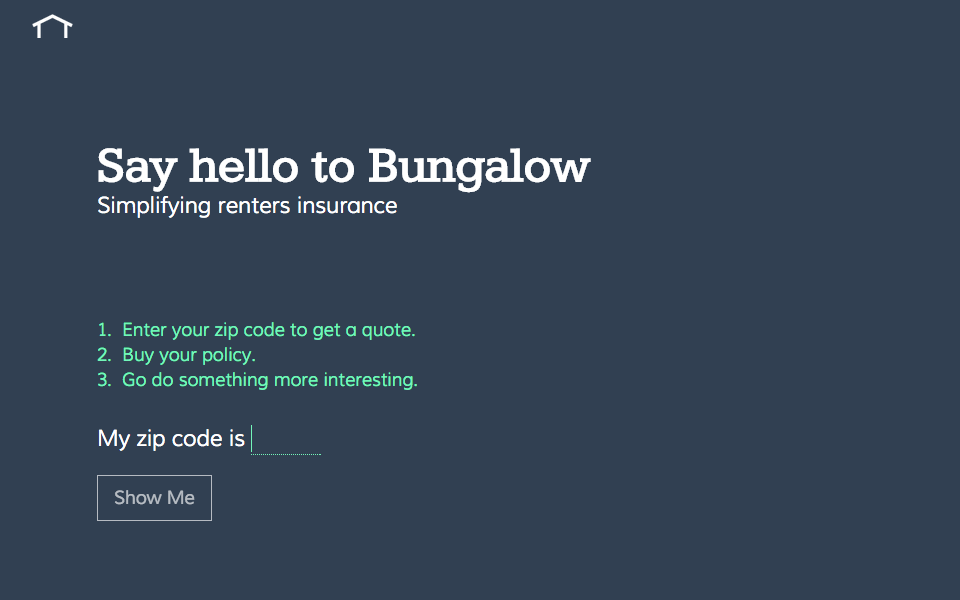 Say hello to Bungalow
Simplifying renters insurance
1. Enter your zip code to get a quote.
2. Buy your policy.
3. Go do something more interesting.
My zip code is
Show Me